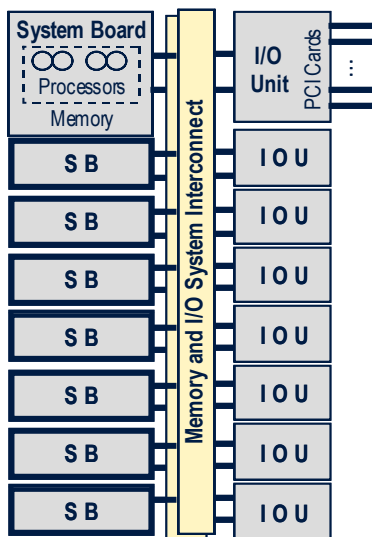 System Board
Processors
Memory
S B
S B
S B
S B
S B
S B
S B
Memory and I/O System Interconnect
I/O
Unit
PCI Cards
...
I O U
I O U
I O U
I O U
I O U
I O U
I O U